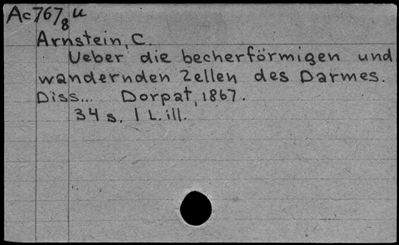 Ac767
8 u
Arnstein, C.
Ueber die becherförmigen und
wandernden Zellen des Darmes.
Diss... Dorpat, 1867.
34 s. 1 L. ill.